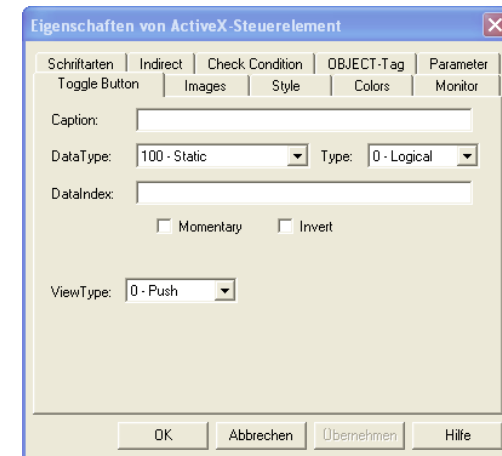 Eigenschaften von ActiveX-Steuerelement
Schriftarten Indirect Check Condition OBJECT-Tag Parameter
Toggle Button Images Style Colors Monitor
Caption:
DataType: 100 - Static Type: 0 - Logical
DataIndex:
Momentary Invert
ViewType: 0 - Push
OK Abbrechen Übernehmen Hilfe